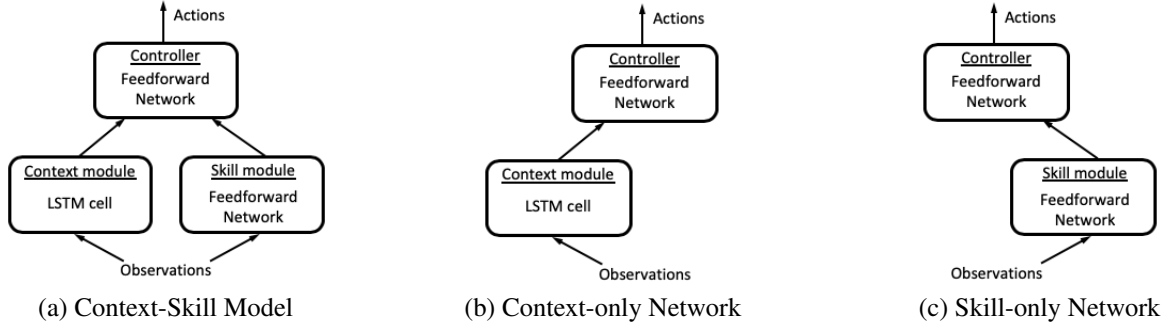 Actions
Controller
Feedforward
Network
Context module
LSTM cell
Skill module
Feedforward
Network
Observations
(a) Context-Skill Model
Actions
Controller
Feedforward
Network
Context module
LSTM cell
Observations
(b) Context-only Network
Actions
Controller
Feedforward
Network
Skill module
Feedforward
Network
Observations
(c) Skill-only Network